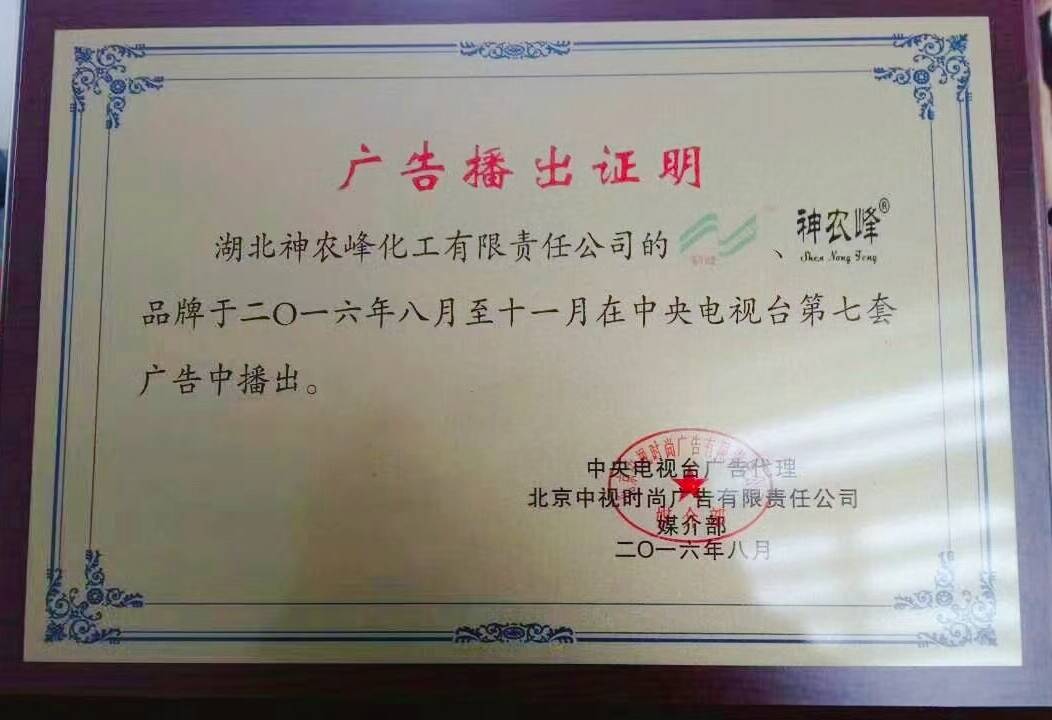 广告播出证明
湖北神农峰化工有限责任公司的 、神农峰®
Shen Nong Feng
品牌于二〇一六年八月至十一月在中央电视台第七套
广告中播出。
中央电视台广告代理
北京中视时尚广告有限责任公司
媒介部
二〇一六年八月
媒介部